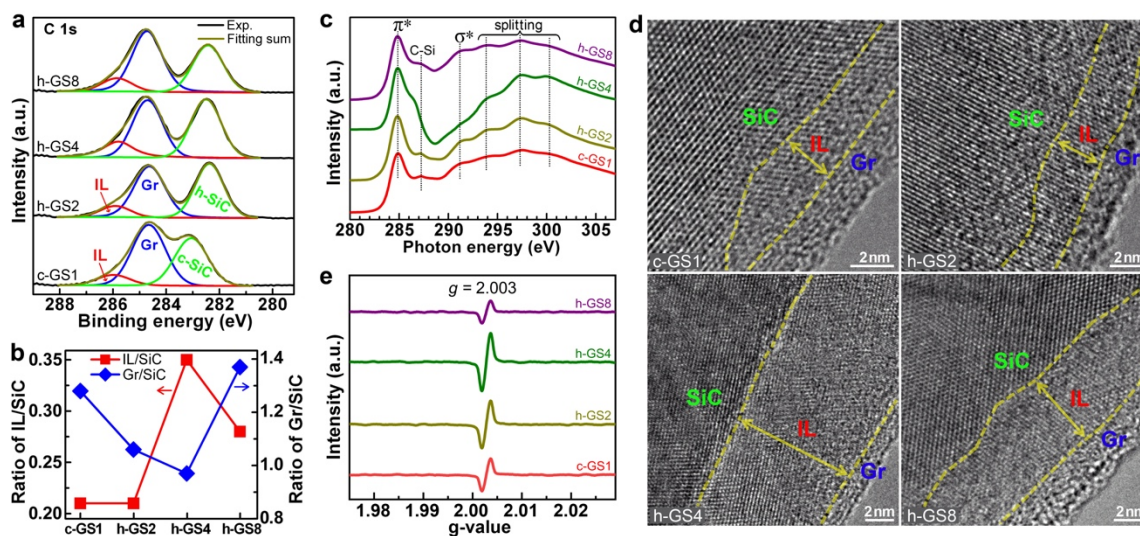 a
C 1s
Exp.
Fitting sum
h-GS8
h-GS4
h-GS2
IL
Gr
h-SiC
c-GS1
IL
Gr
c-SiC
Intensity (a.u.)
288 286 284 282 280
Binding energy (eV)
b
IL/SiC
Gr/SiC
Ratio of IL/SiC
0.35
0.30
0.25
0.20
Ratio of Gr/SiC
1.4
1.2
1.0
0.8
c-GS1 h-GS2 h-GS4 h-GS8
c
π*
C-Si
σ*
splitting
h-GS8
h-GS4
h-GS2
c-GS1
Intensity (a.u.)
280 285 290 295 300 305
Photon energy (eV)
e
g = 2.003
h-GS8
h-GS4
h-GS2
c-GS1
Intensity (a.u.)
1.98 1.99 2.00 2.01 2.02
g-value
d
SiC
IL
Gr
c-GS1
2nm
SiC
IL
Gr
h-GS2
2nm
SiC
IL
Gr
h-GS4
2nm
SiC
IL
Gr
h-GS8
2nm